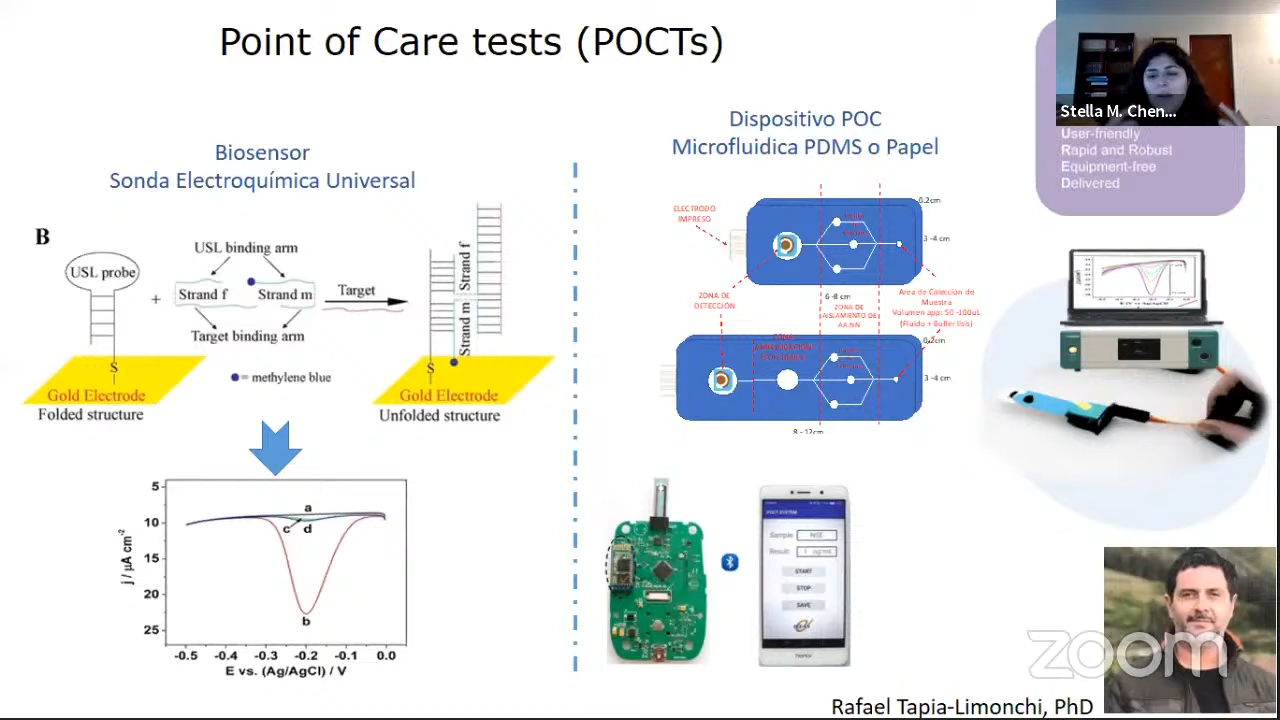 Point of Care tests (POCTs)
Stella M. Chen...
User-friendly
Rapid and Robust
Equipment-free
Delivered
Biosensor
Sonda Electroquímica Universal
B
USL probe
+
USL binding arm
Strand f
Strand m
Target binding arm
= methylene blue
Target
S
Gold Electrode
Folded structure
Strand f
Strand m
S
Gold Electrode
Unfolded structure
5
10
15
20
25
j / µA cm-2
a
c
d
b
-0.5
-0.4
-0.3
-0.2
-0.1
0.0
E vs. (Ag/AgCl) / V
Dispositivo POC
Microfluidica PDMS o Papel
ELECTRODO
IMPRESO
0.2cm
3 -4 cm
6 -8 cm
ZONA DE
DETECCIÓN
ZONA DE
AISLAMIENTO DE
AA.NN
Area de Colección de
Muestra
Volumen app: 50 -100uL
(Fluido + Buffer lisis)
0.2cm
3 -4 cm
8 - 12cm
POCT SYSTEM
Sample
Result
START
STOP
SAVE
zoom
Rafael Tapia-Limonchi, PhD